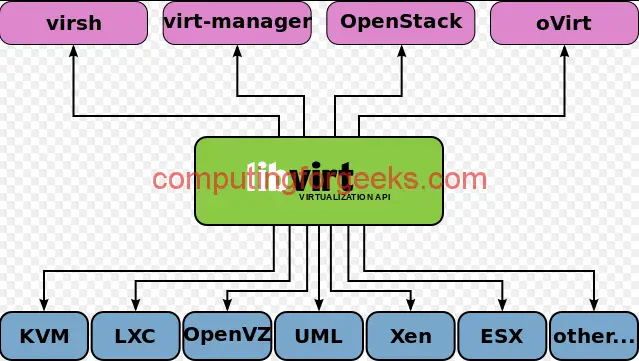 virsh virt-manager OpenStack oVirt
libvirt
computingforgeeks.com
VIRTUALIZATION API
KVM LXC OpenVZ UML Xen ESX other...